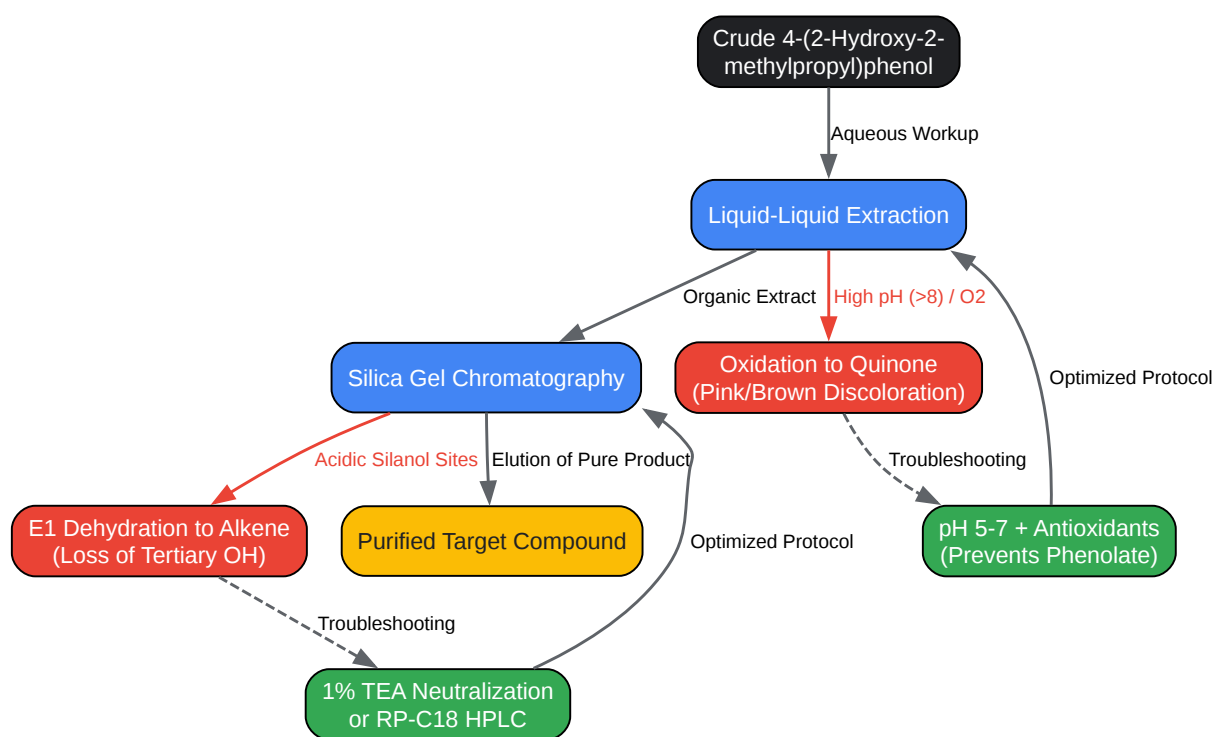 Crude 4-(2-Hydroxy-2-
methylpropyl)phenol
Aqueous Workup
Liquid-Liquid Extraction
Organic Extract
High pH (>8) / O2
Silica Gel Chromatography
Oxidation to Quinone
(Pink/Brown Discoloration)
Optimized Protocol
Acidic Silanol Sites
Elution of Pure Product
Troubleshooting
E1 Dehydration to Alkene
(Loss of Tertiary OH)
Purified Target Compound
Optimized Protocol
pH 5-7 + Antioxidants
(Prevents Phenolate)
Troubleshooting
1% TEA Neutralization
or RP-C18 HPLC